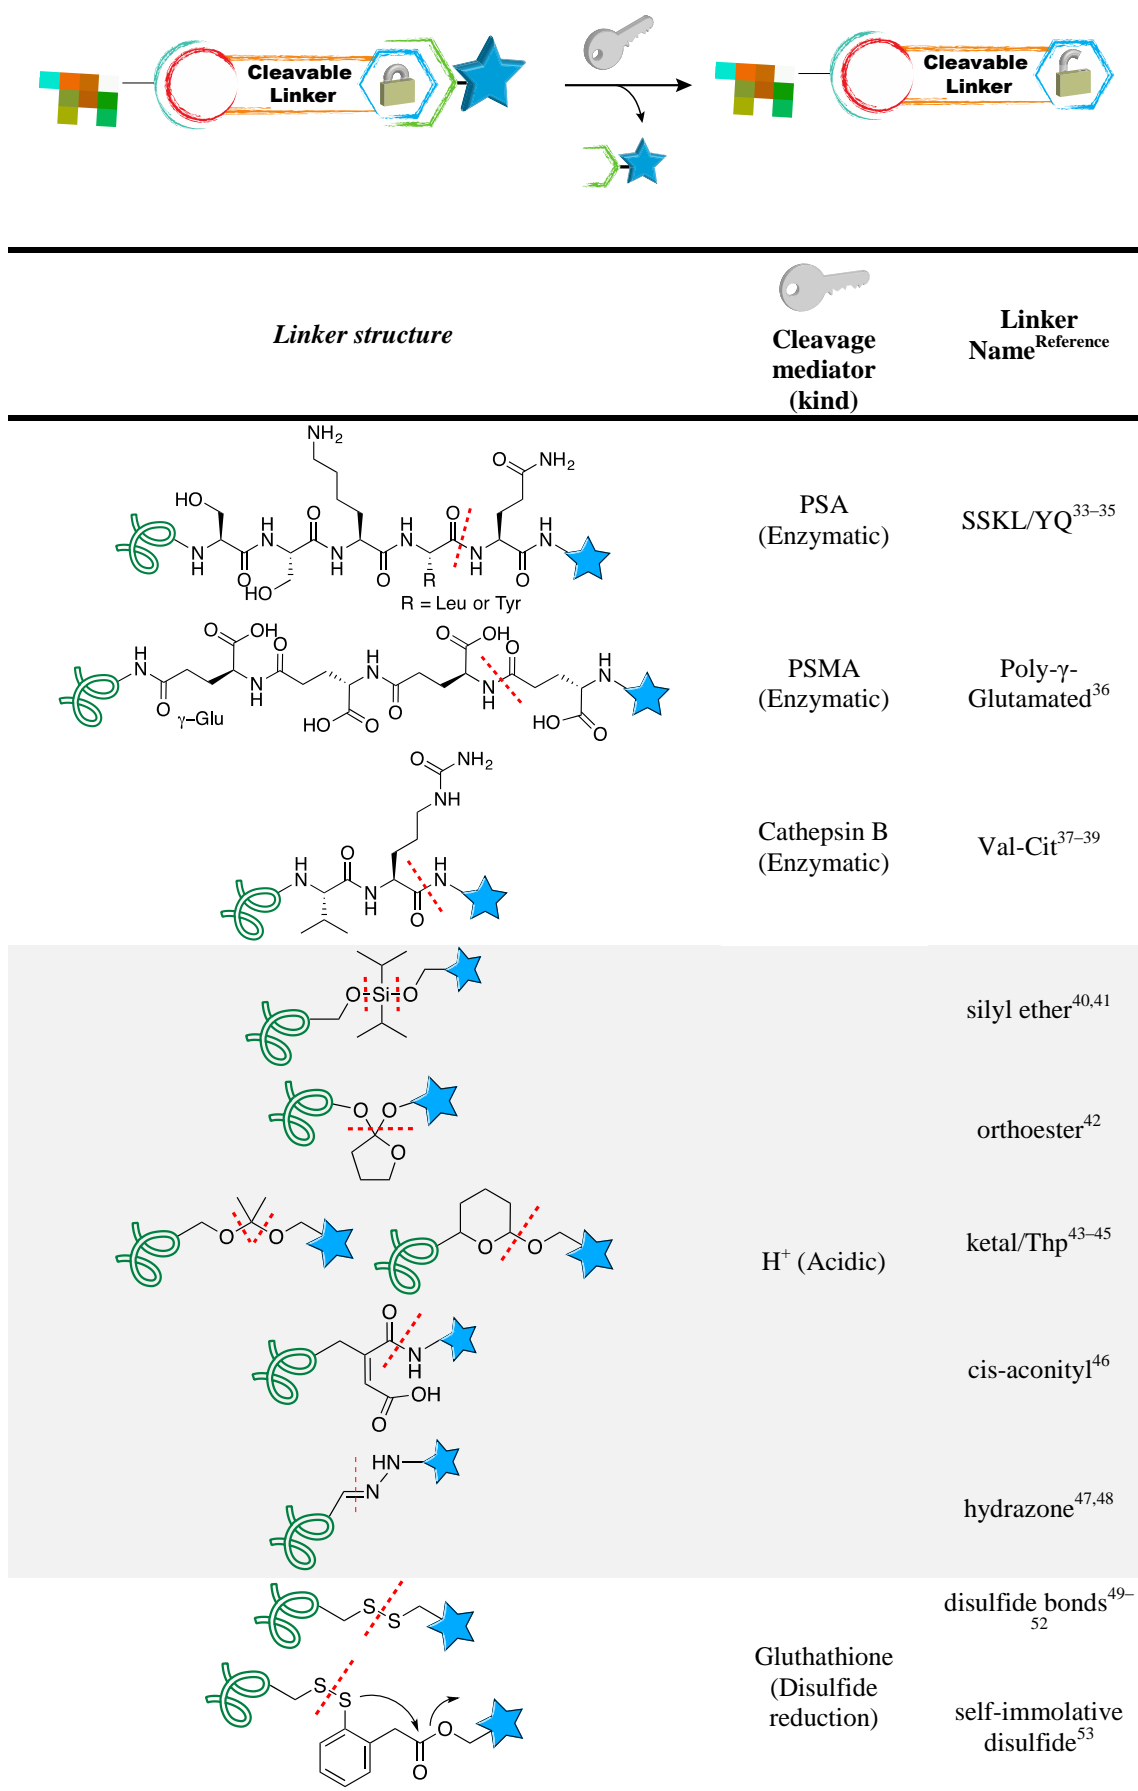 Cleavable
Linker
Cleavable
Linker
Linker structure
Cleavage
mediator
(kind)
Linker
Name^Reference
NH2
O
NH2
HO
H
N
O
H
N
O
H
N
N
H
O
HO
N
H
O
R
N
H
O
R = Leu or Tyr
PSA
(Enzymatic)
SSKL/YQ33–35
O
OH
O
H
N
O
OH
O
H
N
H
N
O
γ–Glu
N
H
HO
O
O
N
H
HO
O
PSMA
(Enzymatic)
Poly-γ-
Glutamated36
O
NH2
NH
H
N
O
H
N
N
H
O
Cathepsin B
(Enzymatic)
Val-Cit37–39
O
Si
O
silyl ether40,41
O
O
O
orthoester42
O
O
O
O
H+ (Acidic)
ketal/Thp43–45
O
N
H
OH
O
cis-aconityl46
HN
N
hydrazone47,48
S
S
disulfide bonds49–
52
Gluthathione
(Disulfide
reduction)
S
S
O
O
self-immolative
disulfide53